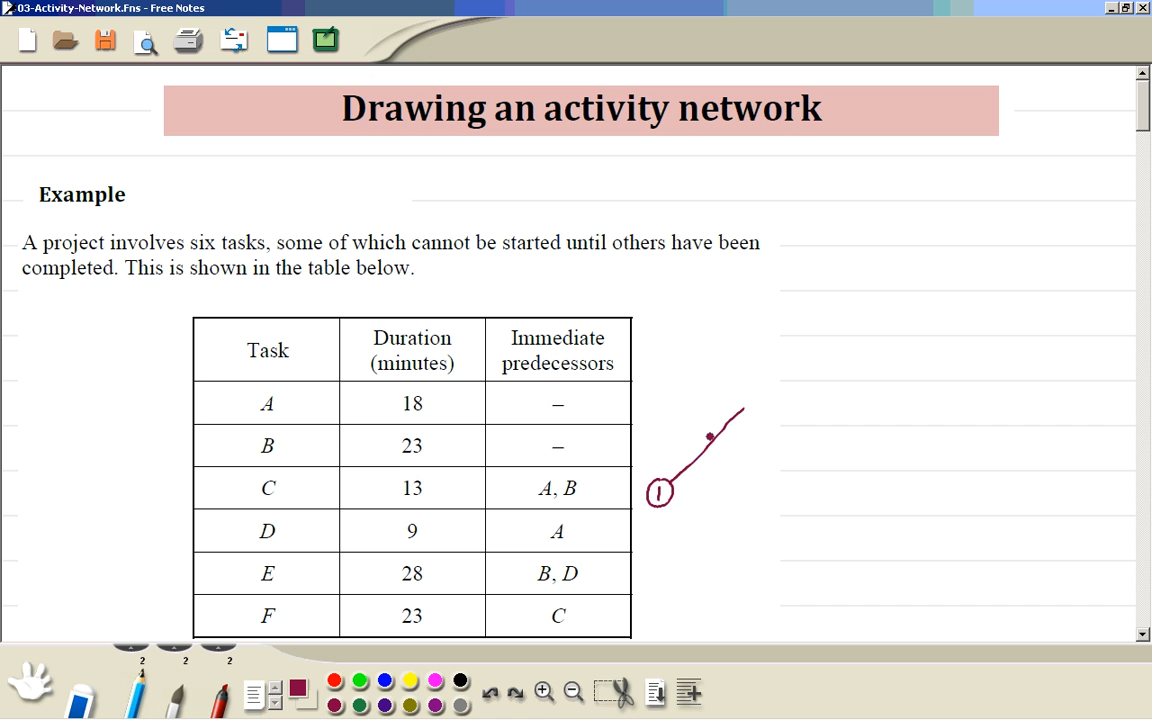 03-Activity-Network.Fns - Free Notes
Drawing an activity network
Example
A project involves six tasks, some of which cannot be started until others have been
completed. This is shown in the table below.
Task Duration (minutes) Immediate predecessors
A 18 –
B 23 –
C 13 A, B
D 9 A
E 28 B, D
F 23 C
1
2 2 2
1